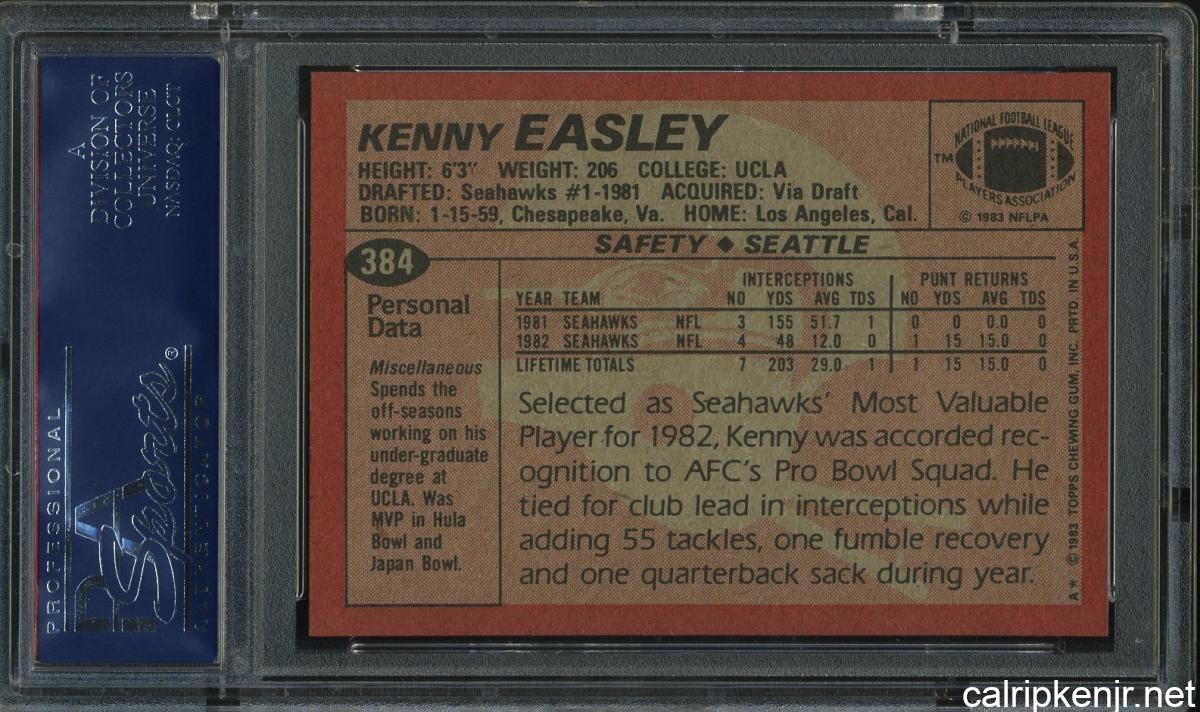 A
DIVISION OF
COLLECTORS
UNIVERSE
NASDAQ: CLCT
PROFESSIONAL
PSA
Sports®
AUTHENTICATOR
KENNY EASLEY
HEIGHT: 6'3" WEIGHT: 206 COLLEGE: UCLA
DRAFTED: Seahawks #1-1981 ACQUIRED: Via Draft
BORN: 1-15-59, Chesapeake, Va. HOME: Los Angeles, Cal.
NATIONAL FOOTBALL LEAGUE
TM
PLAYERS ASSOCIATION
© 1983 NFLPA
SAFETY ◆ SEATTLE
384
Personal
Data
Miscellaneous
Spends the
off-seasons
working on his
under-graduate
degree at
UCLA. Was
MVP in Hula
Bowl and
Japan Bowl.
INTERCEPTIONS PUNT RETURNS
YEAR TEAM NO YDS AVG TDS NO YDS AVG TDS
1981 SEAHAWKS NFL 3 155 51.7 1 0 0 0.0 0
1982 SEAHAWKS NFL 4 48 12.0 0 1 15 15.0 0
LIFETIME TOTALS 7 203 29.0 1 1 15 15.0 0
Selected as Seahawks' Most Valuable
Player for 1982, Kenny was accorded rec-
ognition to AFC's Pro Bowl Squad. He
tied for club lead in interceptions while
adding 55 tackles, one fumble recovery
and one quarterback sack during year.
A* © 1983 TOPPS CHEWING GUM, INC. PRTD. IN U.S.A.
calripkenjr.net